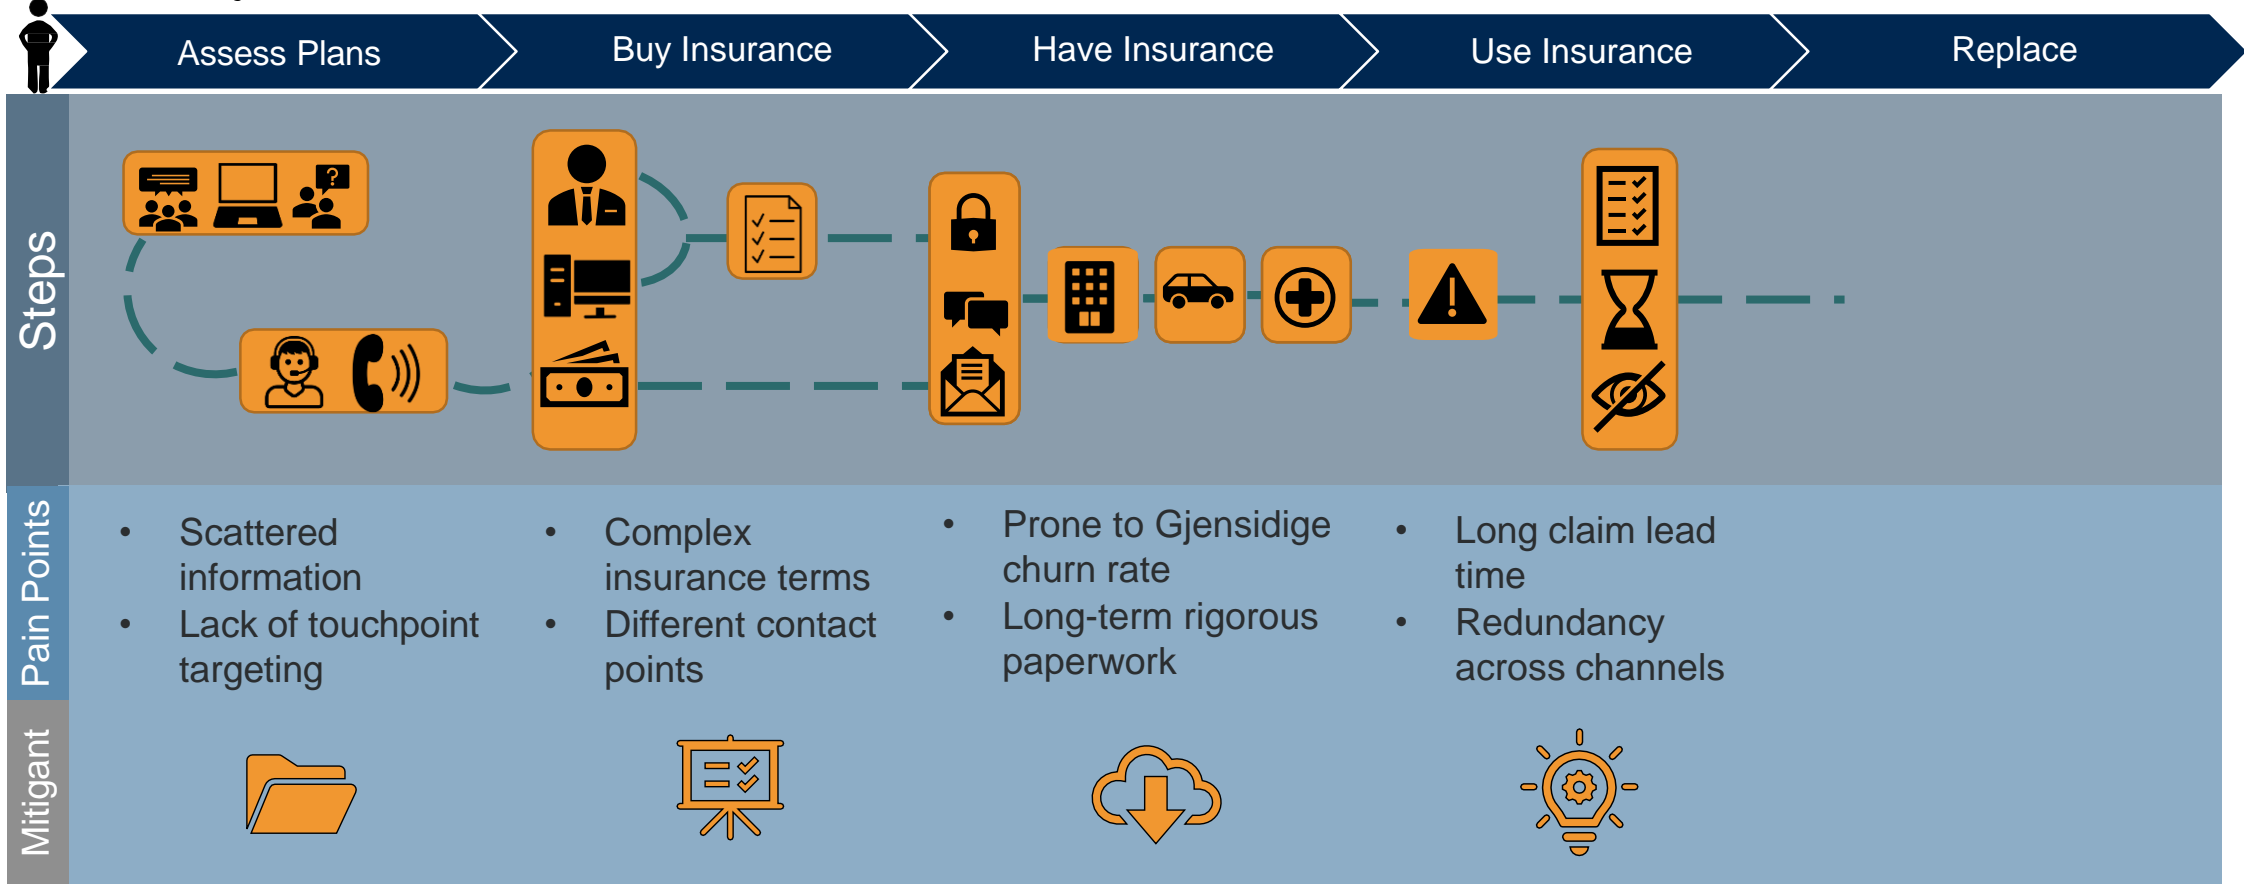 Assess Plans
Buy Insurance
Have Insurance
Use Insurance
Replace
Steps
?
Pain Points
• Scattered
information
• Lack of touchpoint
targeting
• Complex
insurance terms
• Different contact
points
• Prone to Gjensidige
churn rate
• Long-term rigorous
paperwork
• Long claim lead
time
• Redundancy
across channels
Mitigant